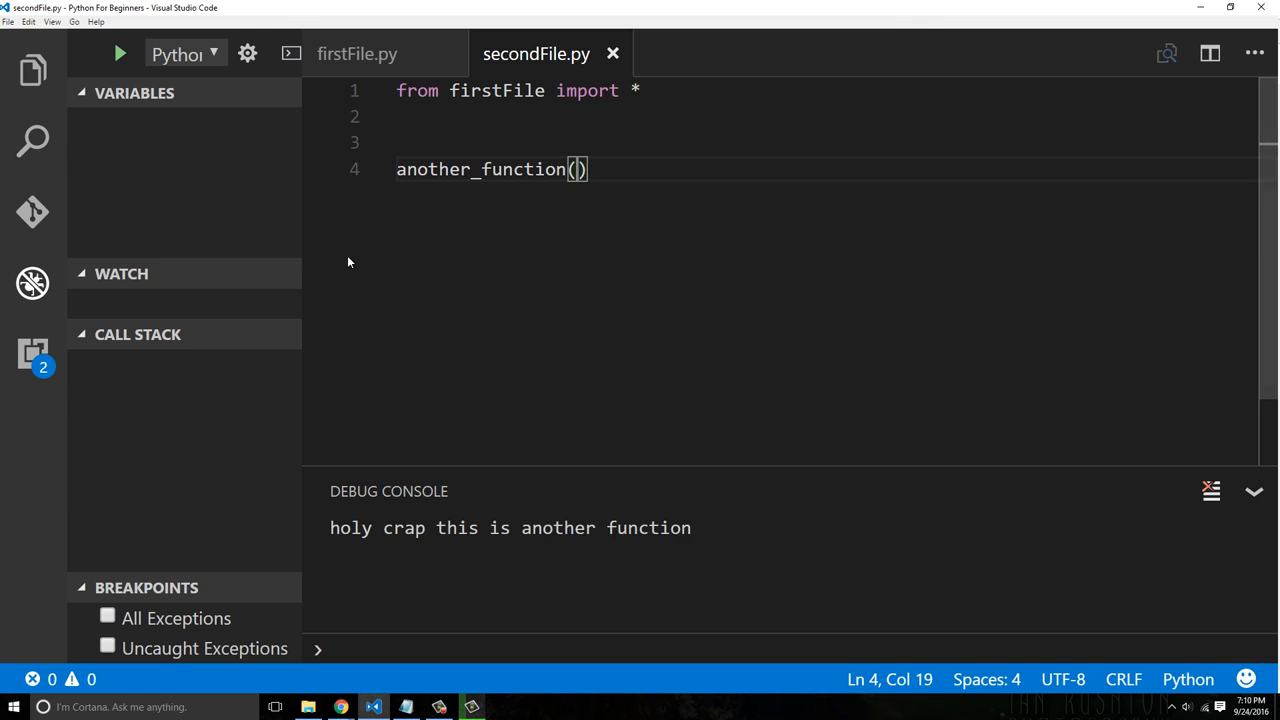 secondFile.py - Python For Beginners - Visual Studio Code
File Edit View Go Help
Pythor
firstFile.py
secondFile.py
VARIABLES
1 from firstFile import *
2
3
4 another_function()
WATCH
CALL STACK
2
DEBUG CONSOLE
holy crap this is another function
BREAKPOINTS
All Exceptions
Uncaught Exceptions
0 0
Ln 4, Col 19 Spaces: 4 UTF-8 CRLF Python
I'm Cortana. Ask me anything.
7:10 PM
9/24/2016